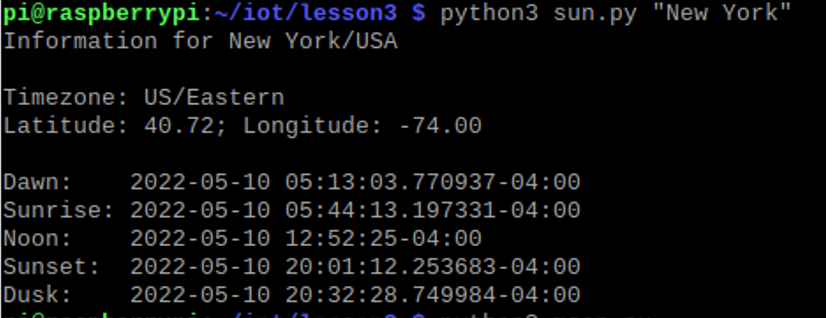 pi@raspberrypi:~/iot/lesson3 $ python3 sun.py "New York"
Information for New York/USA
Timezone: US/Eastern
Latitude: 40.72; Longitude: -74.00
Dawn:    2022-05-10 05:13:03.770937-04:00
Sunrise: 2022-05-10 05:44:13.197331-04:00
Noon:    2022-05-10 12:52:25-04:00
Sunset:  2022-05-10 20:01:12.253683-04:00
Dusk:    2022-05-10 20:32:28.749984-04:00